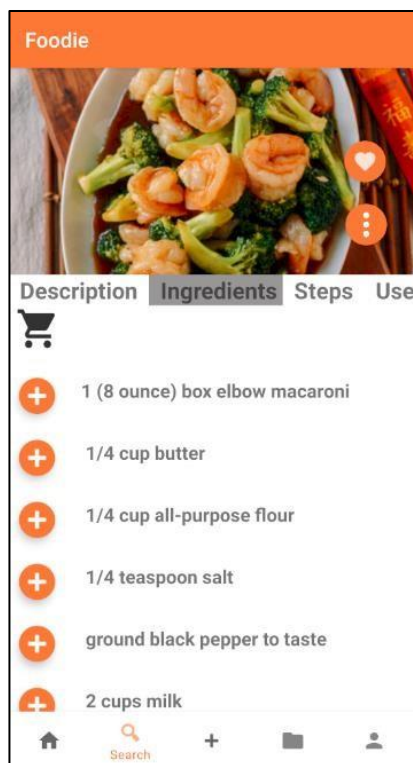 Foodie
福
Description Ingredients Steps Use
1 (8 ounce) box elbow macaroni
1/4 cup butter
1/4 cup all-purpose flour
1/4 teaspoon salt
ground black pepper to taste
2 cups milk
Search